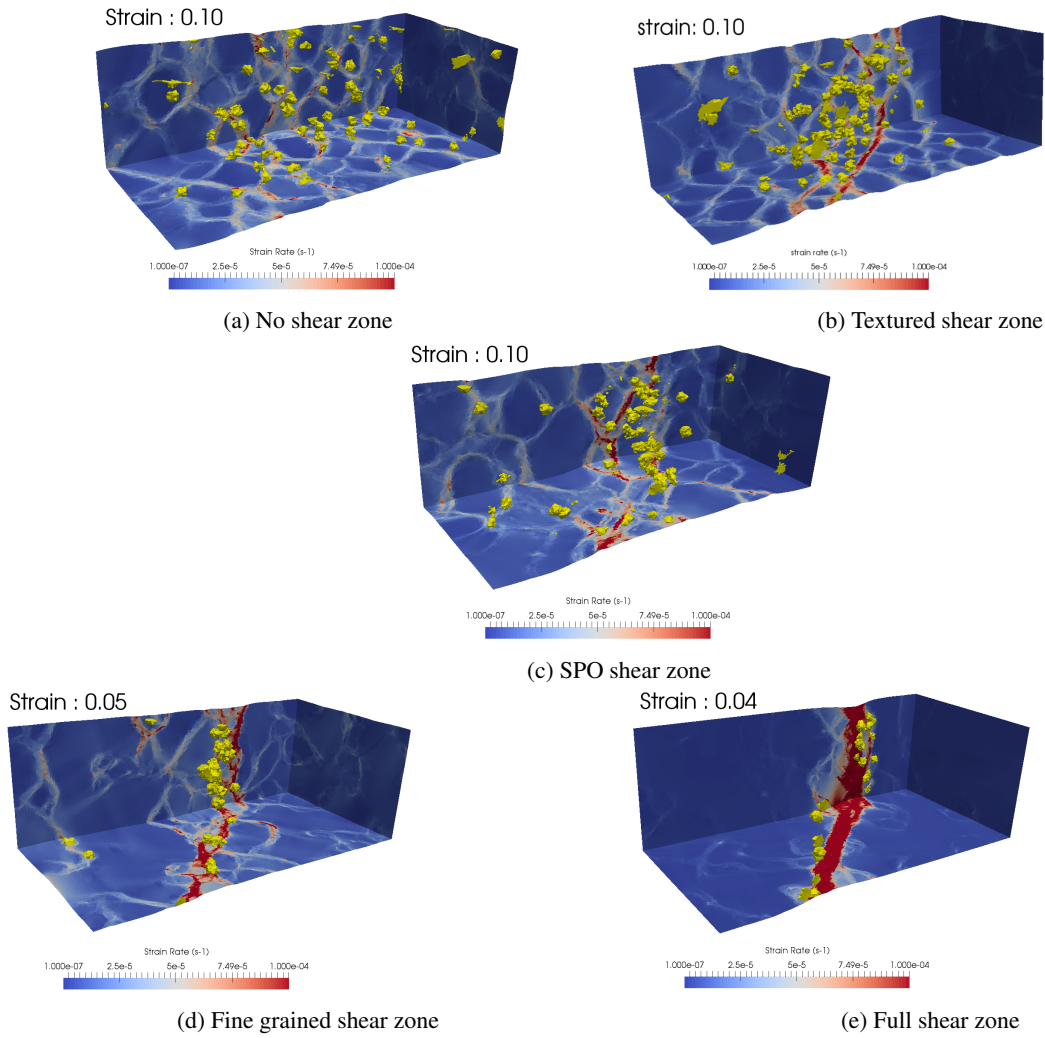 Strain : 0.10
strain: 0.10
Strain Rate (s-1)
1.000e-07 2.5e-5 5e-5 7.49e-5 1.000e-04
strain rate (s-1)
1.000e-07 2.5e-5 5e-5 7.49e-5 1.000e-04
(a) No shear zone
(b) Textured shear zone
Strain : 0.10
Strain Rate (s-1)
1.000e-07 2.5e-5 5e-5 7.49e-5 1.000e-04
(c) SPO shear zone
Strain : 0.05
Strain : 0.04
Strain Rate (s-1)
1.000e-07 2.5e-5 5e-5 7.49e-5 1.000e-04
Strain Rate (s-1)
1.000e-07 2.5e-5 5e-5 7.49e-5 1.000e-04
(d) Fine grained shear zone
(e) Full shear zone